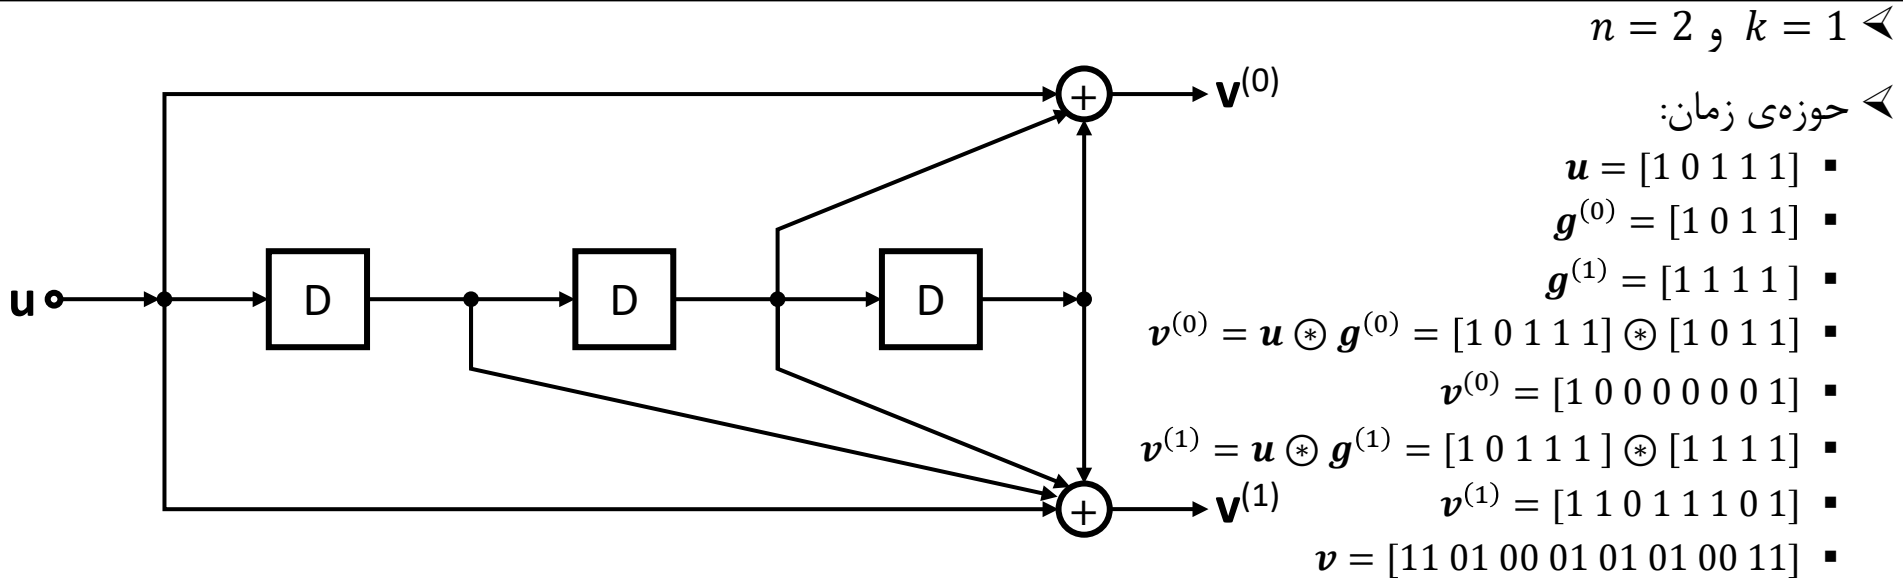 k = 1 و n = 2
حوزه‌ی زمان:
u = [1 0 1 1 1]
g^(0) = [1 0 1 1]
g^(1) = [1 1 1 1 ]
v^(0) = u ⊛ g^(0) = [1 0 1 1 1] ⊛ [1 0 1 1]
v^(0) = [1 0 0 0 0 0 0 1]
v^(1) = u ⊛ g^(1) = [1 0 1 1 1 ] ⊛ [1 1 1 1]
v^(1) = [1 1 0 1 1 1 0 1]
v = [11 01 00 01 01 01 00 11]
+ v^(0)
u D D D
+ v^(1)